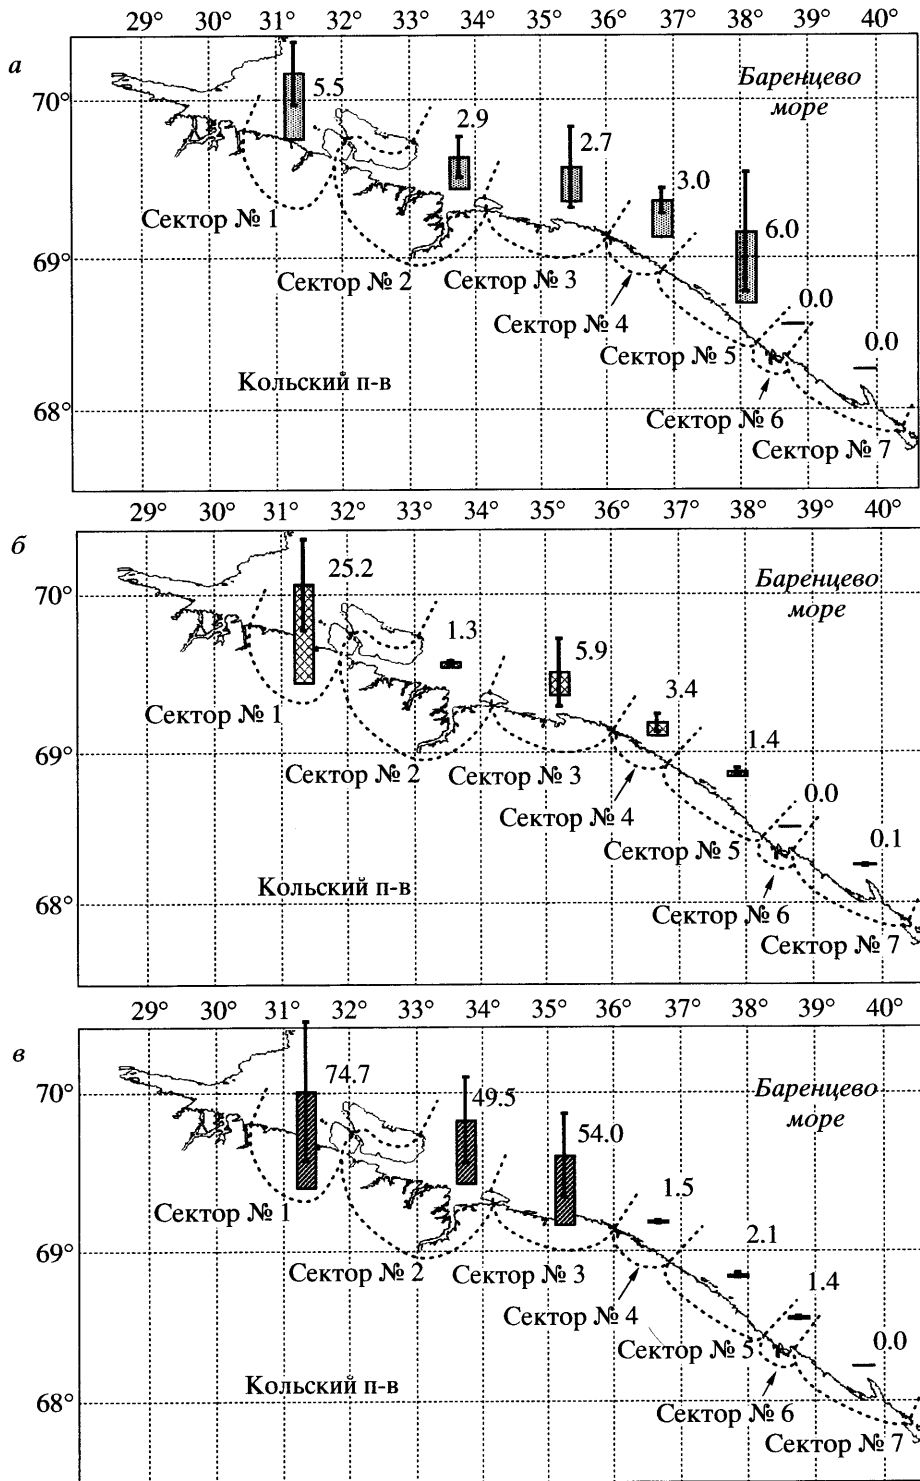 29° 30° 31° 32° 33° 34° 35° 36° 37° 38° 39° 40°
а
Баренцево
море
70°
5.5
2.9
2.7
3.0
6.0
Сектор № 1
69°
Сектор № 2
Сектор № 3
0.0
Сектор № 4
0.0
Сектор № 5
Кольский п-в
68°
Сектор № 6
Сектор № 7
29° 30° 31° 32° 33° 34° 35° 36° 37° 38° 39° 40°
б
Баренцево
море
70°
25.2
1.3
5.9
3.4
Сектор № 1
1.4
69°
Сектор № 2
Сектор № 3
0.0
Сектор № 4
0.1
Сектор № 5
Кольский п-в
68°
Сектор № 6
Сектор № 7
29° 30° 31° 32° 33° 34° 35° 36° 37° 38° 39° 40°
в
74.7
Баренцево
море
70°
49.5
54.0
1.5
Сектор № 1
2.1
69°
Сектор № 2
Сектор № 3
1.4
Сектор № 4
0.0
Сектор № 5
Кольский п-в
68°
Сектор № 6
Сектор № 7